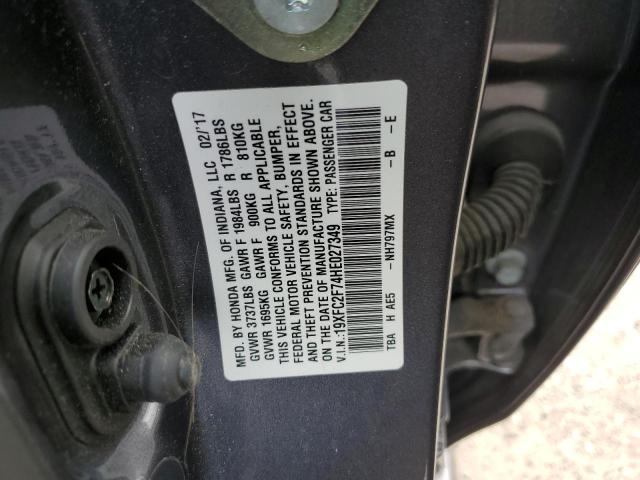 MFD. BY HONDA MFG. OF INDIANA, LLC 02/'17
GVWR 3737LBS GAWR F 1984LBS R 1786LBS
GVWR 1695KG GAWR F 900KG R 810KG
THIS VEHICLE CONFORMS TO ALL APPLICABLE
FEDERAL MOTOR VEHICLE SAFETY, BUMPER,
AND THEFT PREVENTION STANDARDS IN EFFECT
ON THE DATE OF MANUFACTURE SHOWN ABOVE.
V.I.N.:19XFC2F74HE027349 TYPE: PASSENGER CAR
TBA H AE5 - NH797MX - B - E